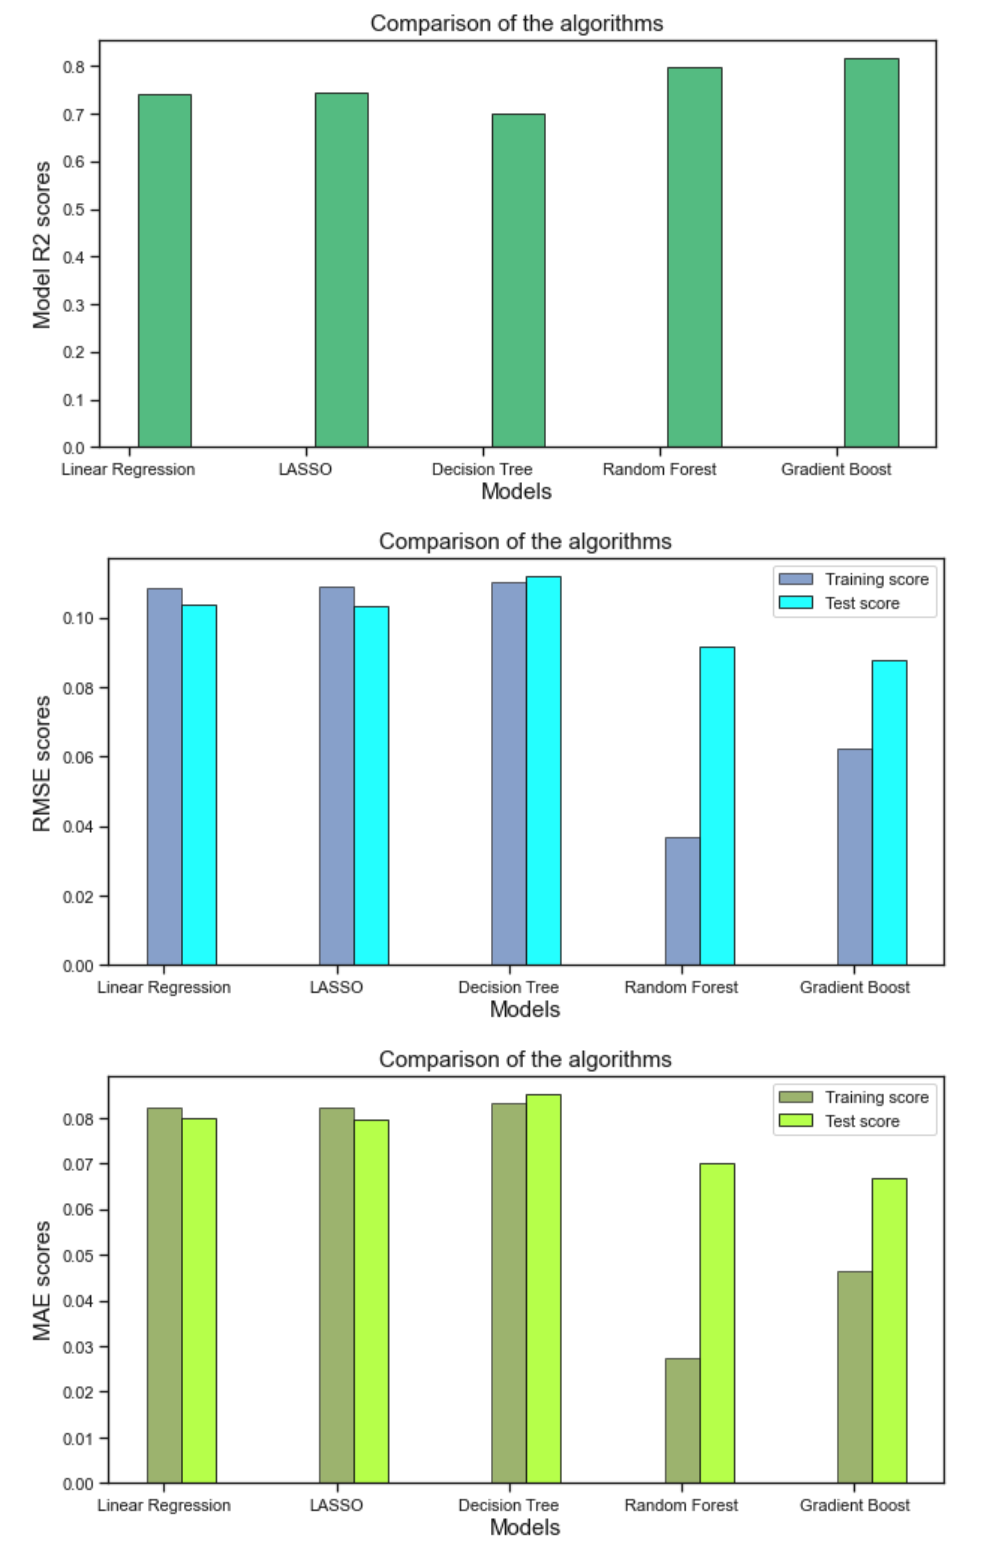 Comparison of the algorithms
0.8
0.7
0.6
0.5
0.4
0.3
0.2
0.1
0.0
Model R2 scores
Linear Regression LASSO Decision Tree Random Forest Gradient Boost
Models
Comparison of the algorithms
Training score
Test score
0.10
0.08
0.06
0.04
0.02
0.00
RMSE scores
Linear Regression LASSO Decision Tree Random Forest Gradient Boost
Models
Comparison of the algorithms
Training score
Test score
0.08
0.07
0.06
0.05
0.04
0.03
0.02
0.01
0.00
MAE scores
Linear Regression LASSO Decision Tree Random Forest Gradient Boost
Models